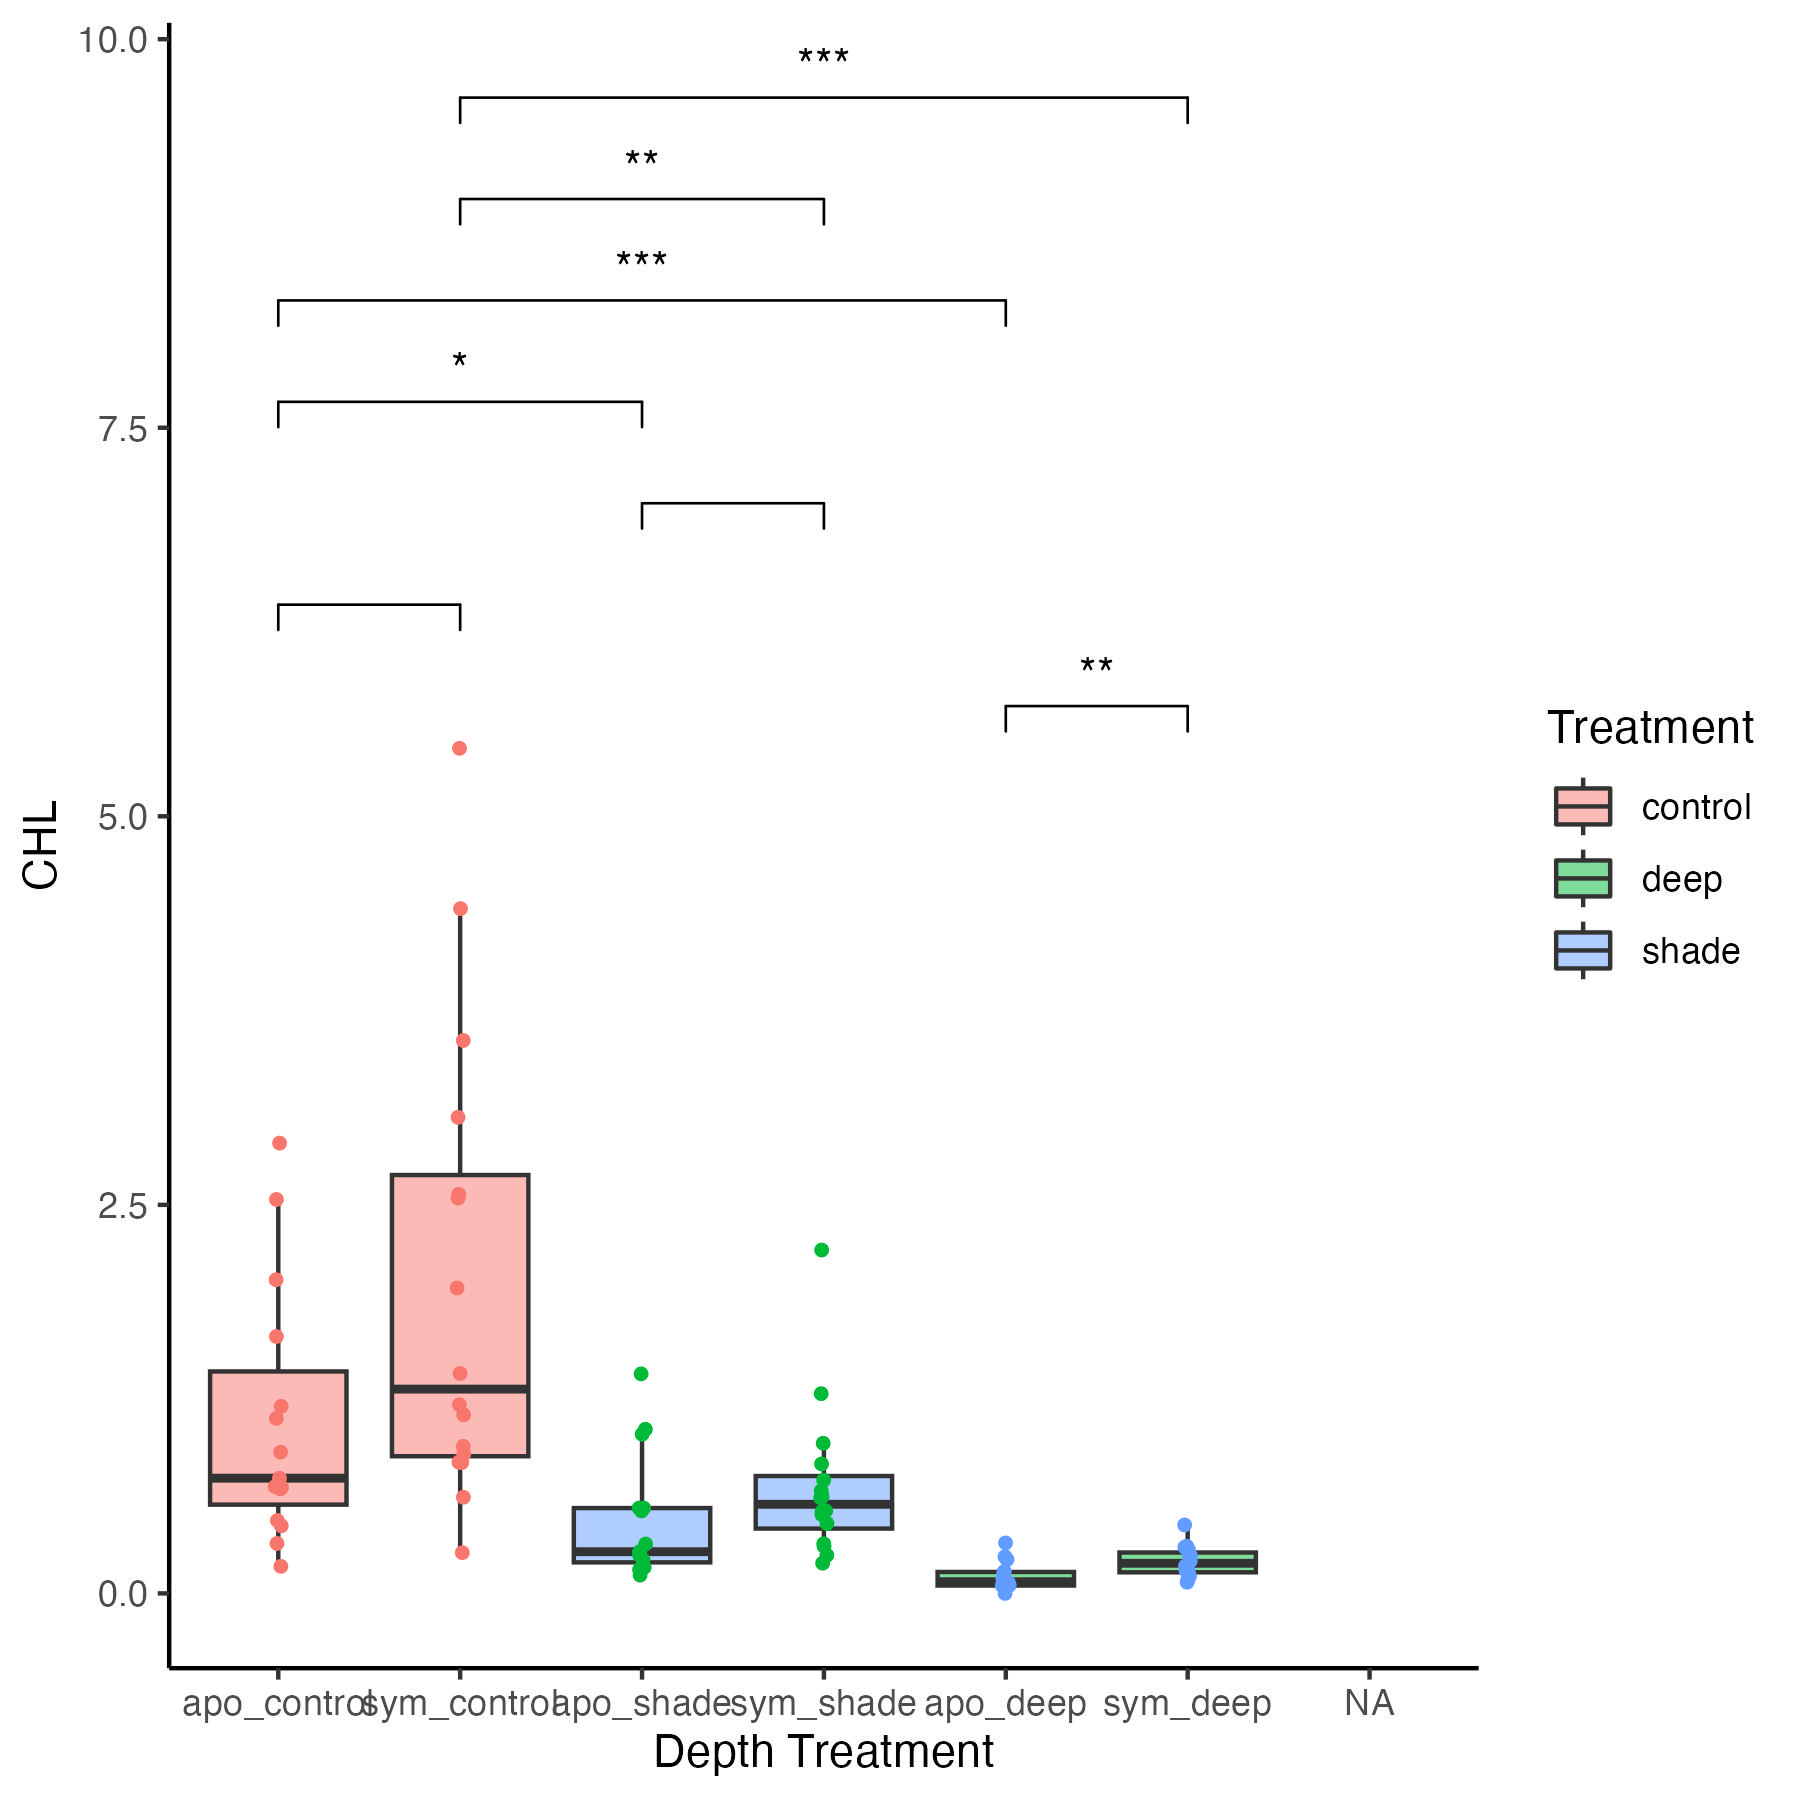 10.0
7.5
5.0
2.5
0.0
CHL
***
**
***
*
**
apo_control
sym_control
apo_shade
sym_shade
apo_deep
sym_deep
NA
Depth Treatment
Treatment
control
deep
shade